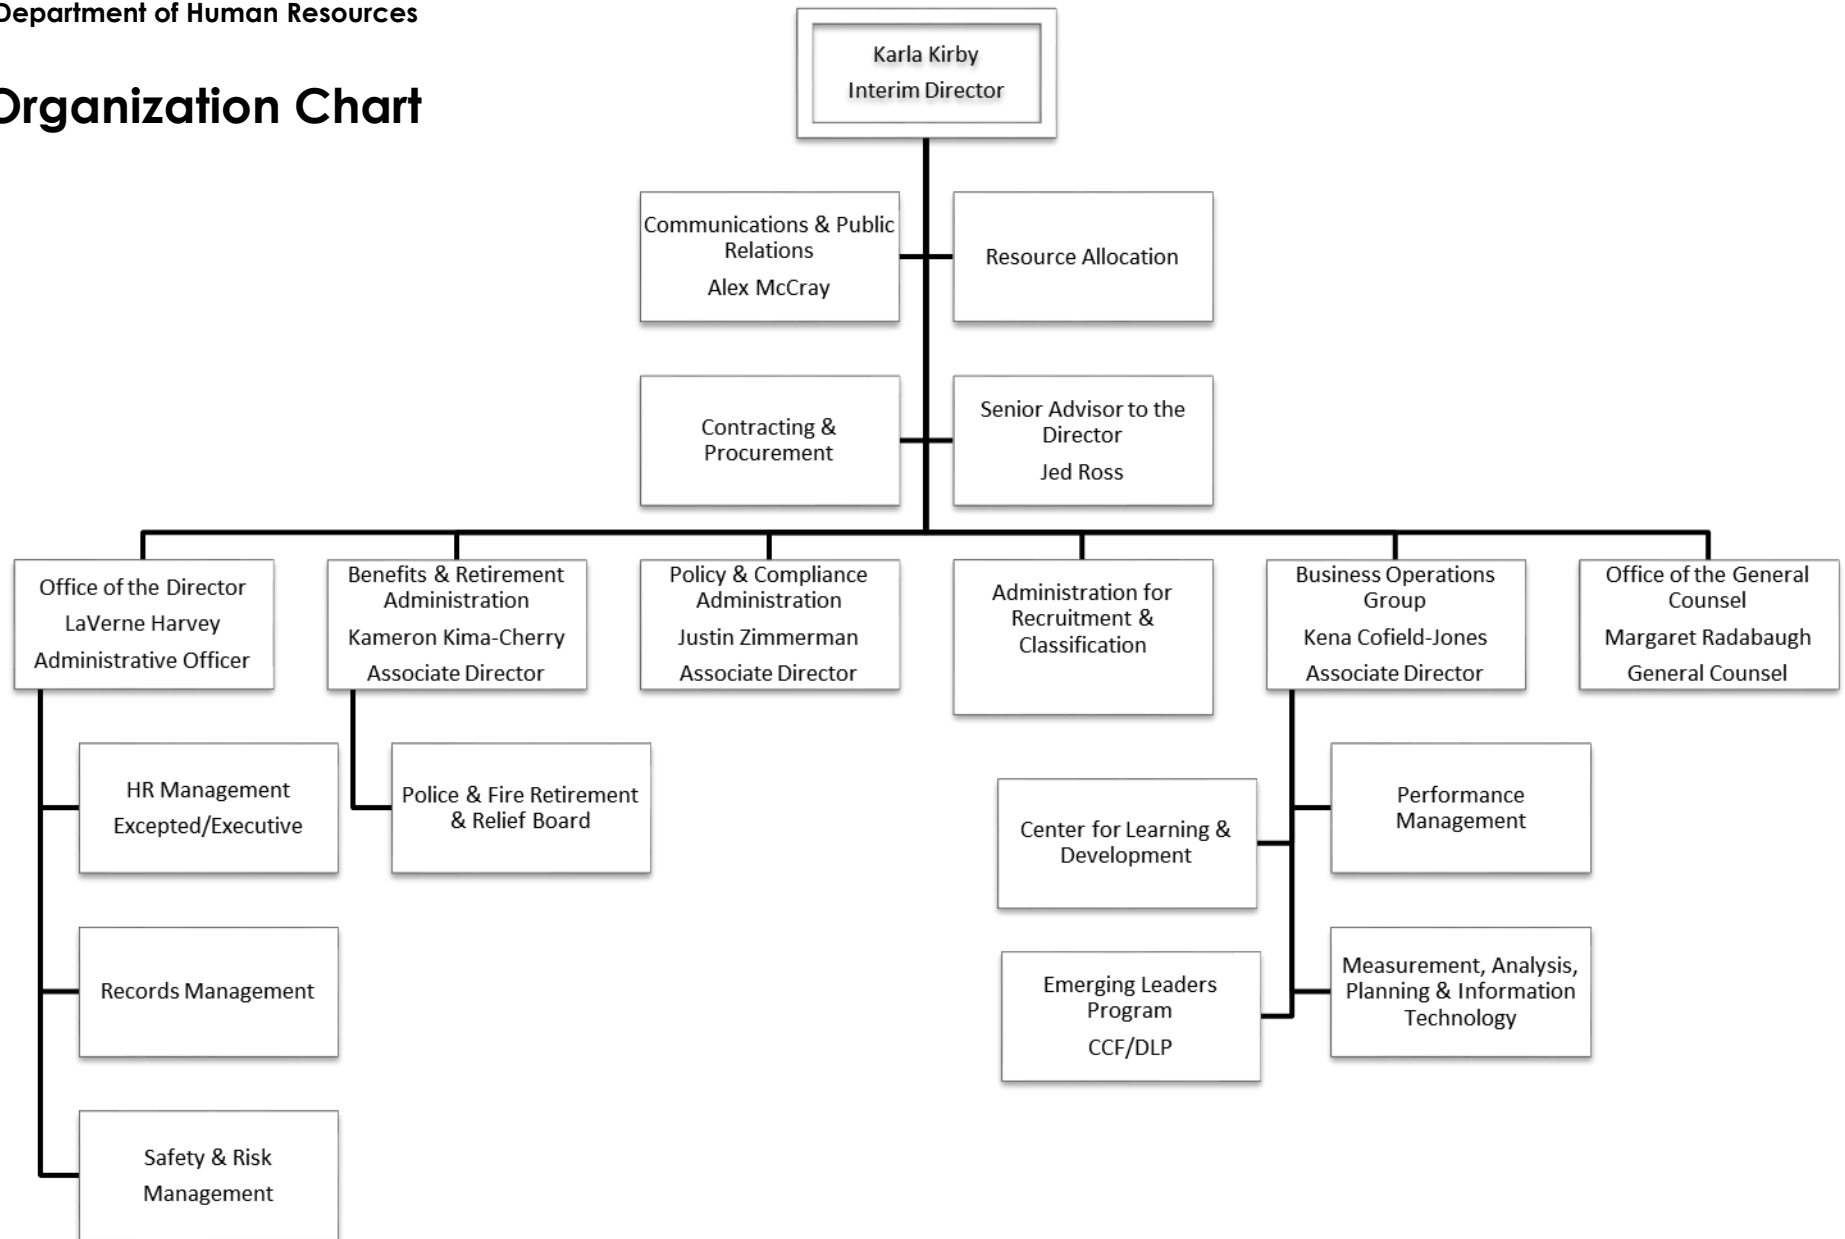 Department of Human Resources
Organization Chart
Karla Kirby
Interim Director
Communications & Public
Relations
Alex McCray
Resource Allocation
Contracting &
Procurement
Senior Advisor to the
Director
Jed Ross
Office of the Director
LaVerne Harvey
Administrative Officer
Benefits & Retirement
Administration
Kameron Kima-Cherry
Associate Director
Policy & Compliance
Administration
Justin Zimmerman
Associate Director
Administration for
Recruitment &
Classification
Business Operations
Group
Kena Cofield-Jones
Associate Director
Office of the General
Counsel
Margaret Radabaugh
General Counsel
HR Management
Excepted/Executive
Police & Fire Retirement
& Relief Board
Center for Learning &
Development
Performance
Management
Records Management
Emerging Leaders
Program
CCF/DLP
Measurement, Analysis,
Planning & Information
Technology
Safety & Risk
Management